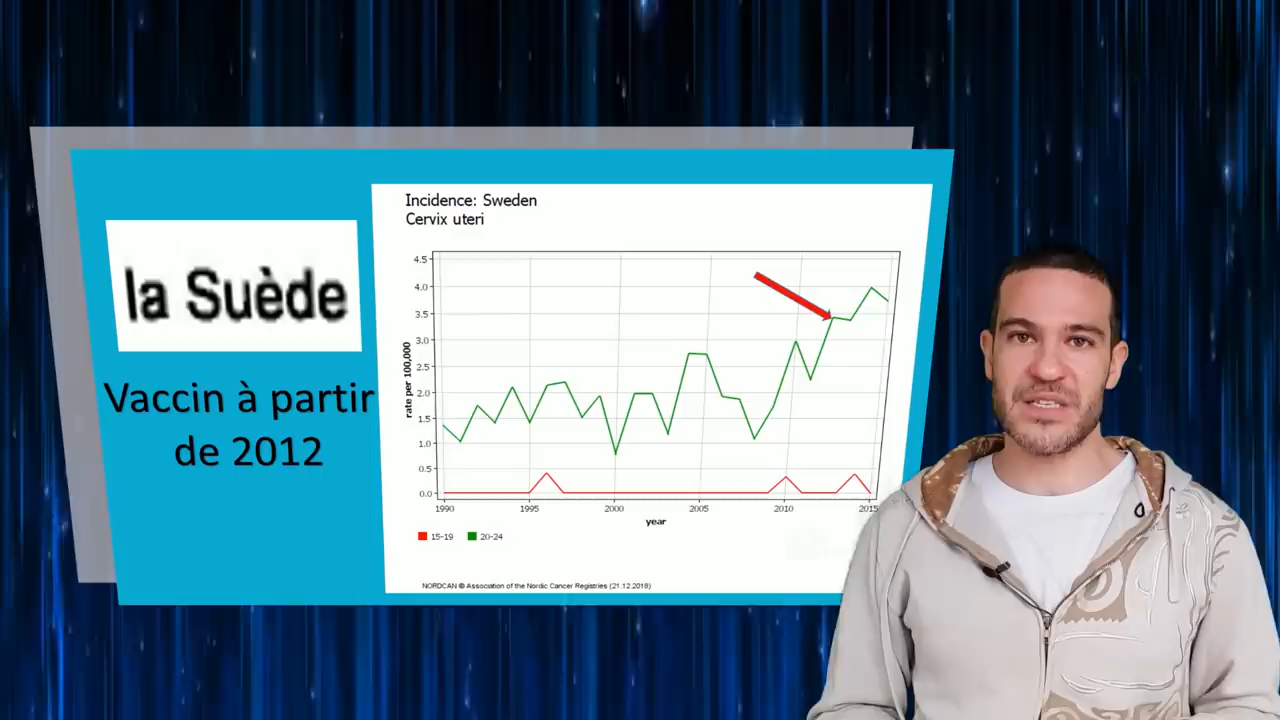 la Suède
Vaccin à partir
de 2012
Incidence: Sweden
Cervix uteri
4.5
4.0
3.5
3.0
2.5
2.0
1.5
1.0
0.5
0.0
rate per 100,000
1990 1995 2000 2005 2010 2015
year
15-19 20-24
NORDCAN © Association of the Nordic Cancer Registries (21.12.2018)